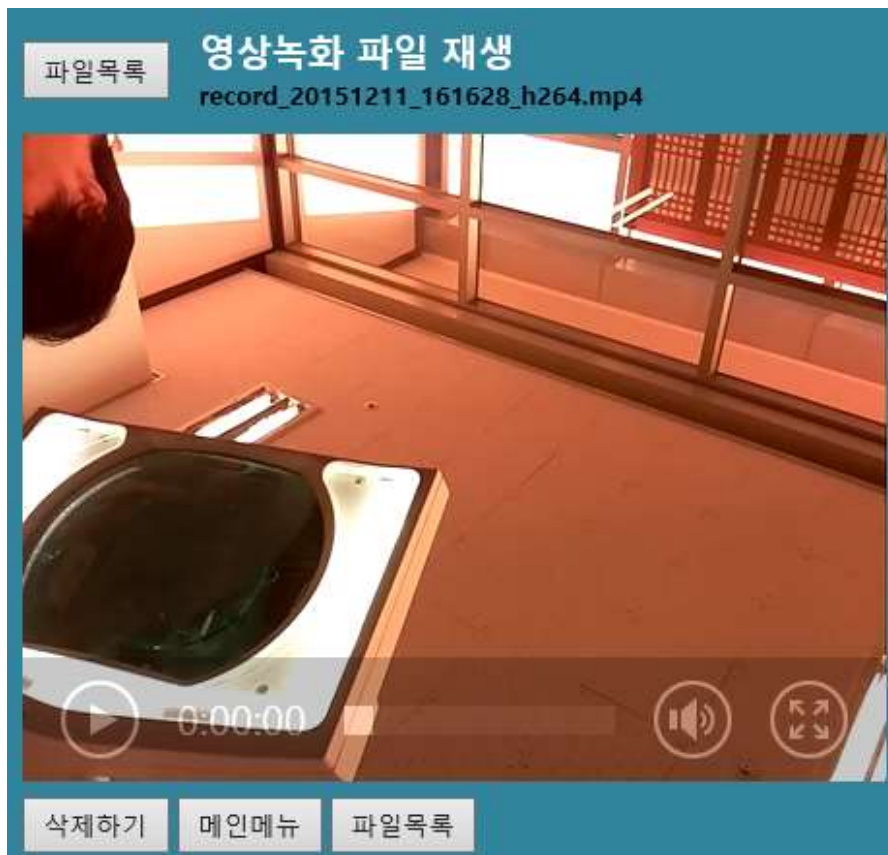 파일목록
영상녹화 파일 재생
record_20151211_161628_h264.mp4
0:00:00
삭제하기 메인메뉴 파일목록